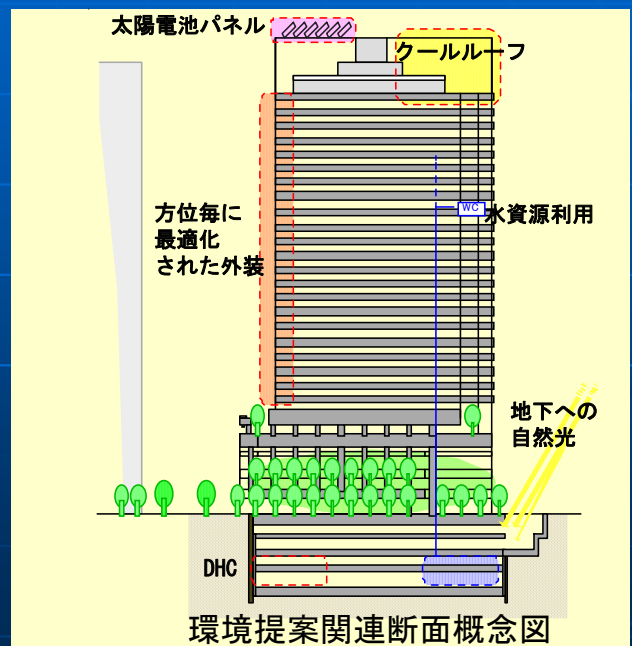 太陽電池パネル
クールルーフ
方位毎に
最適化
された外装
WC
水資源利用
地下への
自然光
DHC
環境提案関連断面概念図